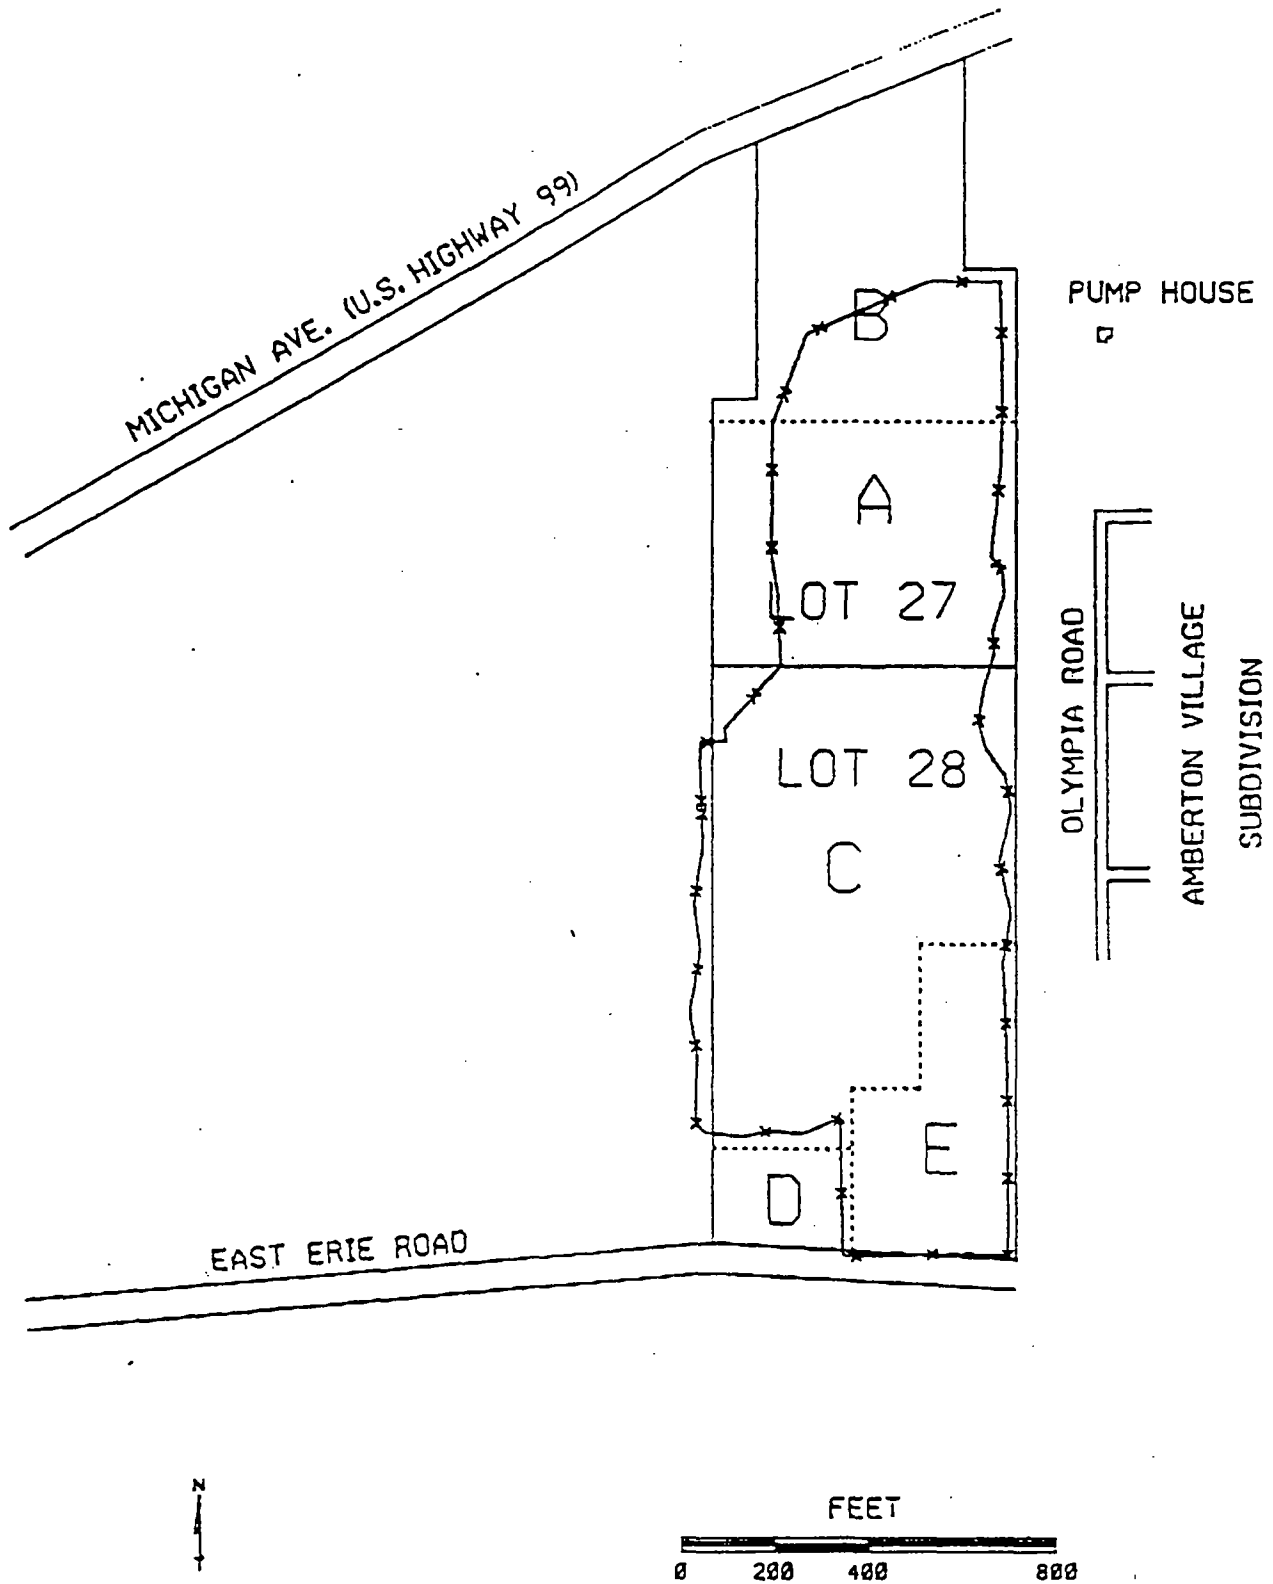 MICHIGAN AVE. (U.S. HIGHWAY 99)
PUMP HOUSE
B
A
LOT 27
LOT 28
C
E
D
OLYMPIA ROAD
AMBERTON VILLAGE
SUBDIVISION
EAST ERIE ROAD
N
FEET
0 200 400 800